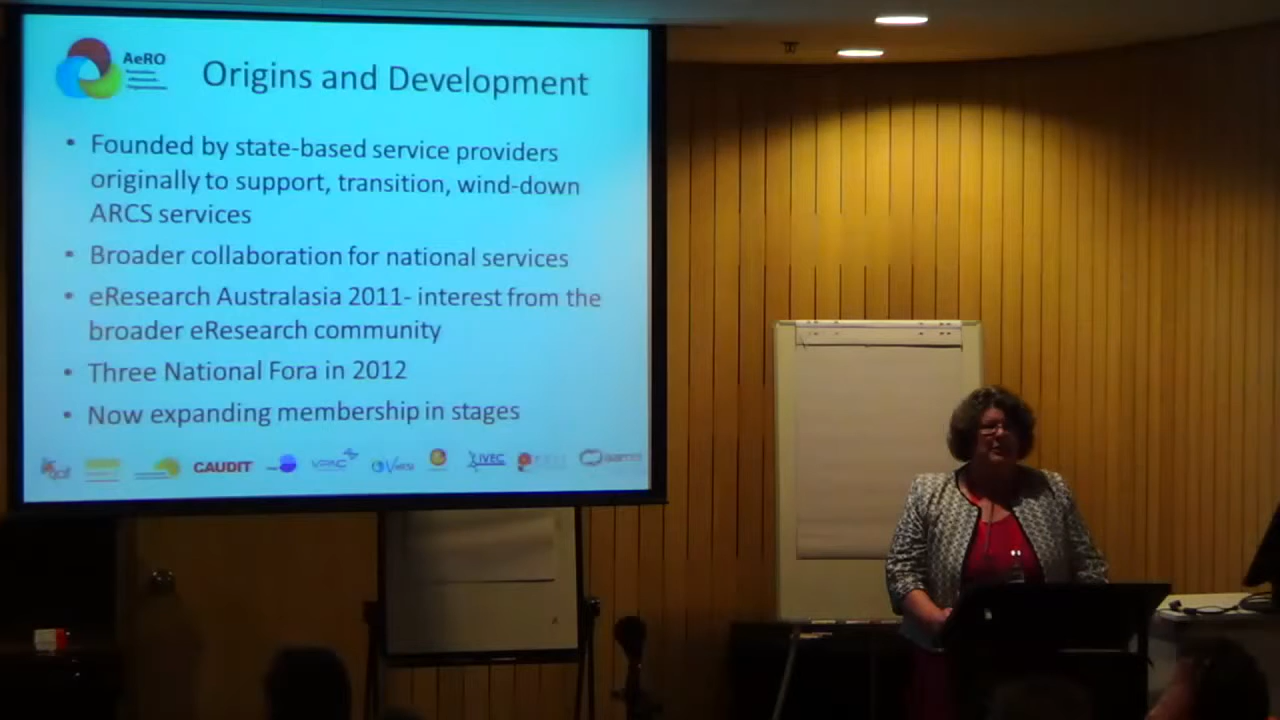 AeRO
Origins and Development
• Founded by state-based service providers
originally to support, transition, wind-down
ARCS services
• Broader collaboration for national services
• eResearch Australasia 2011- interest from the
broader eResearch community
• Three National Fora in 2012
• Now expanding membership in stages
CAUDIT
VPAC
iVEC